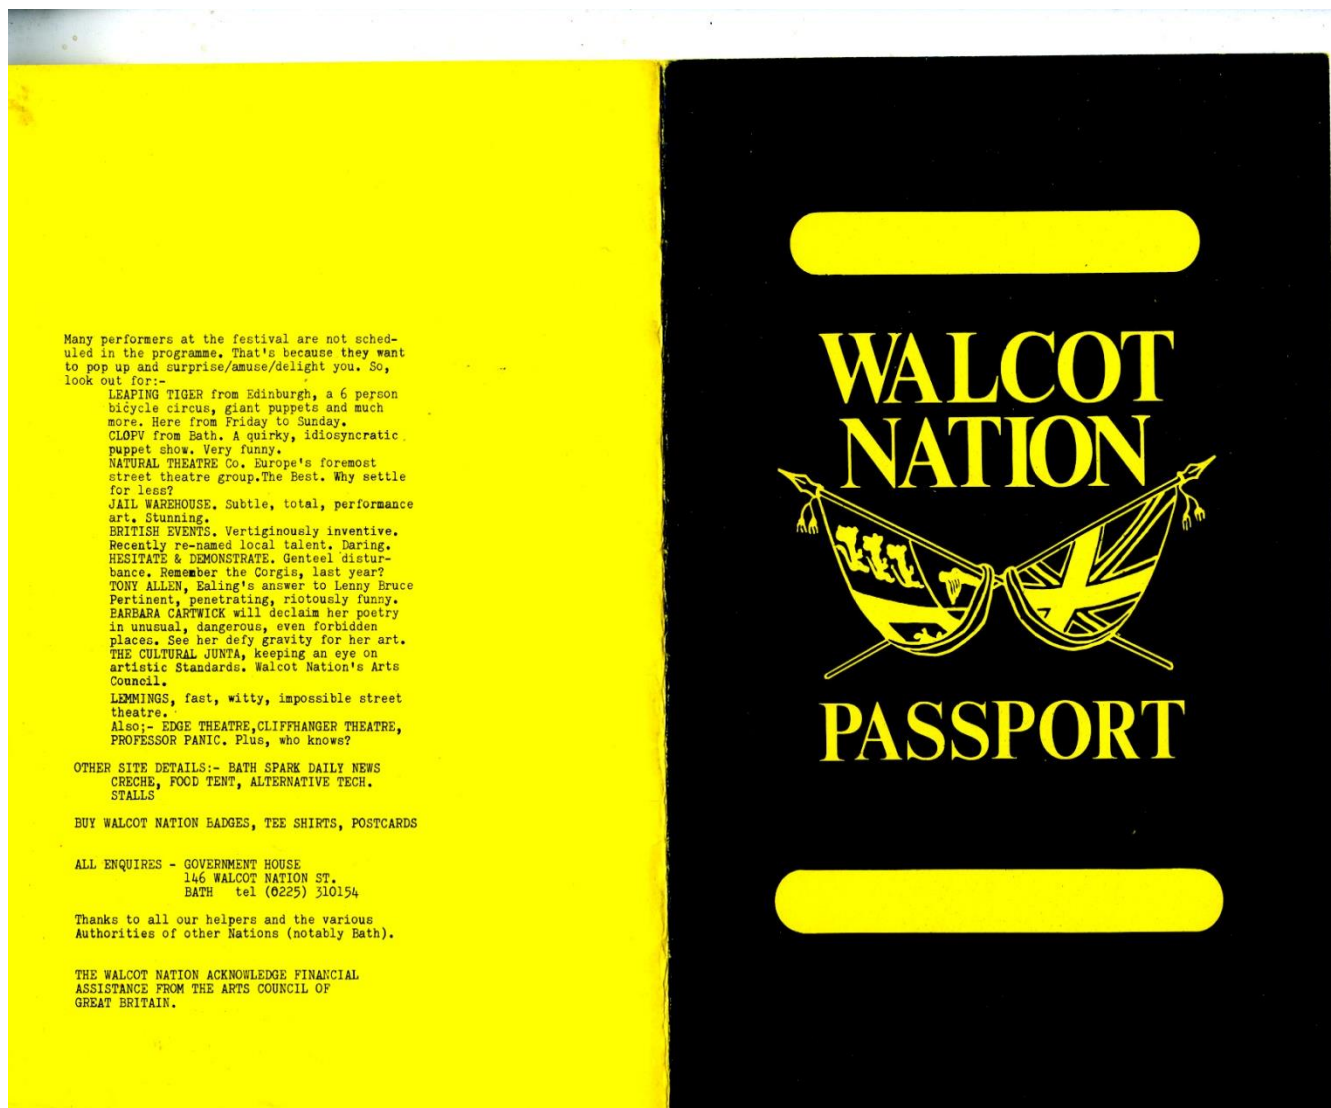 Many performers at the festival are not sched-
uled in the programme. That's because they want
to pop up and surprise/amuse/delight you. So,
look out for:-
LEAPING TIGER from Edinburgh, a 6 person
bicycle circus, giant puppets and much
more. Here from Friday to Sunday.
CLOPV from Bath. A quirky, idiosyncratic
puppet show. Very funny.
NATURAL THEATRE Co. Europe's foremost
street theatre group.The Best. Why settle
for less?
JAIL WAREHOUSE. Subtle, total, performance
art. Stunning.
BRITISH EVENTS. Vertiginously inventive.
Recently re-named local talent. Daring.
HESITATE & DEMONSTRATE. Genteel distur-
bance. Remember the Corgis, last year?
TONY ALLEN, Ealing's answer to Lenny Bruce
Pertinent, penetrating, riotously funny.
BARBARA CARTWICK will declaim her poetry
in unusual, dangerous, even forbidden
places. See her defy gravity for her art.
THE CULTURAL JUNTA, keeping an eye on
artistic Standards. Walcot Nation's Arts
Council.
LEMMINGS, fast, witty, impossible street
theatre.
Also;- EDGE THEATRE,CLIFFHANGER THEATRE,
PROFESSOR PANIC. Plus, who knows?
OTHER SITE DETAILS:- BATH SPARK DAILY NEWS
CRECHE, FOOD TENT, ALTERNATIVE TECH.
STALLS
BUY WALCOT NATION BADGES, TEE SHIRTS, POSTCARDS
ALL ENQUIRES - GOVERNMENT HOUSE
146 WALCOT NATION ST.
BATH tel (0225) 310154
Thanks to all our helpers and the various
Authorities of other Nations (notably Bath).
THE WALCOT NATION ACKNOWLEDGE FINANCIAL
ASSISTANCE FROM THE ARTS COUNCIL OF
GREAT BRITAIN.
WALCOT
NATION
PASSPORT